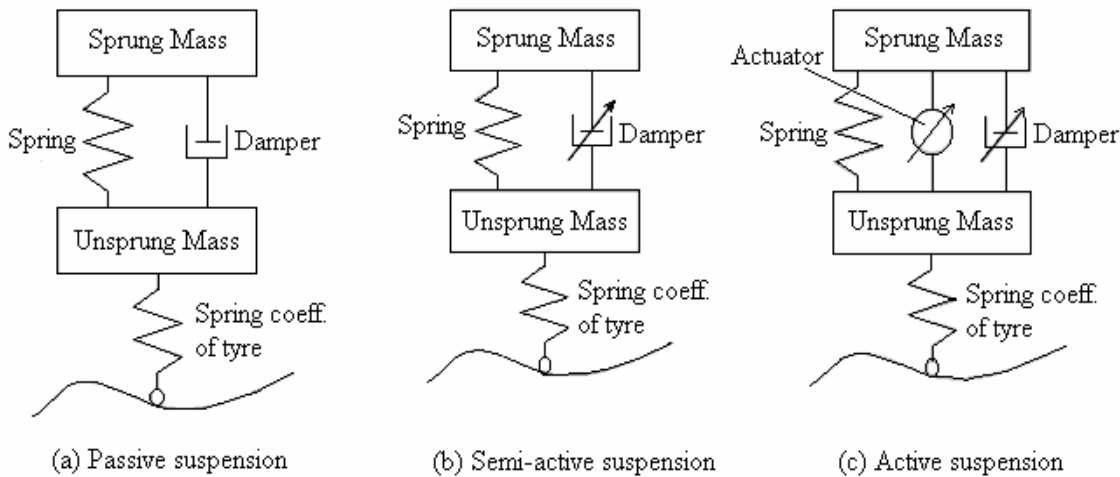 Sprung Mass
Spring
Damper
Unsprung Mass
Spring coeff.
of tyre
(a) Passive suspension
Sprung Mass
Spring
Damper
Unsprung Mass
Spring coeff.
of tyre
(b) Semi-active suspension
Sprung Mass
Actuator
Spring
Damper
Unsprung Mass
Spring coeff.
of tyre
(c) Active suspension